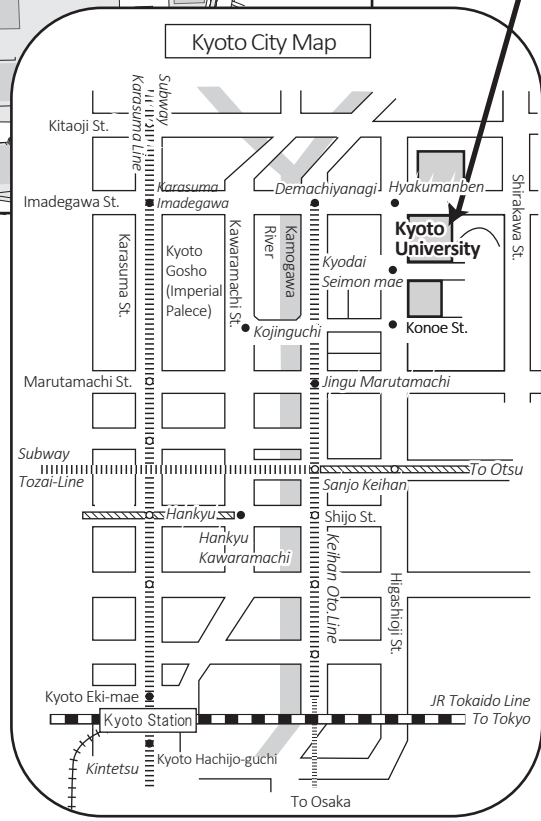 Kyoto City Map
Subway
Karasuma Line
Kitaoji St.
Imadegawa St.
Karasuma
Imadegawa
Demachiyanagi
Hyakumanben
Shirakawa St.
Kyoto
University
Karasuma St.
Kyoto
Gosho
(Imperial
Palece)
Kawaramachi St.
River
Kamogawa
Kyodai
Seimon mae
Kojinguchi
Konoe St.
Marutamachi St.
Jingu Marutamachi
Subway
Tozai-Line
To Otsu
Sanjo Keihan
Hankyu
Shijo St.
Hankyu
Kawaramachi
Keihan Oto.Line
Higashioji St.
Kyoto Eki-mae
JR Tokaido Line
Kyoto Station
To Tokyo
Kintetsu
Kyoto Hachijo-guchi
To Osaka